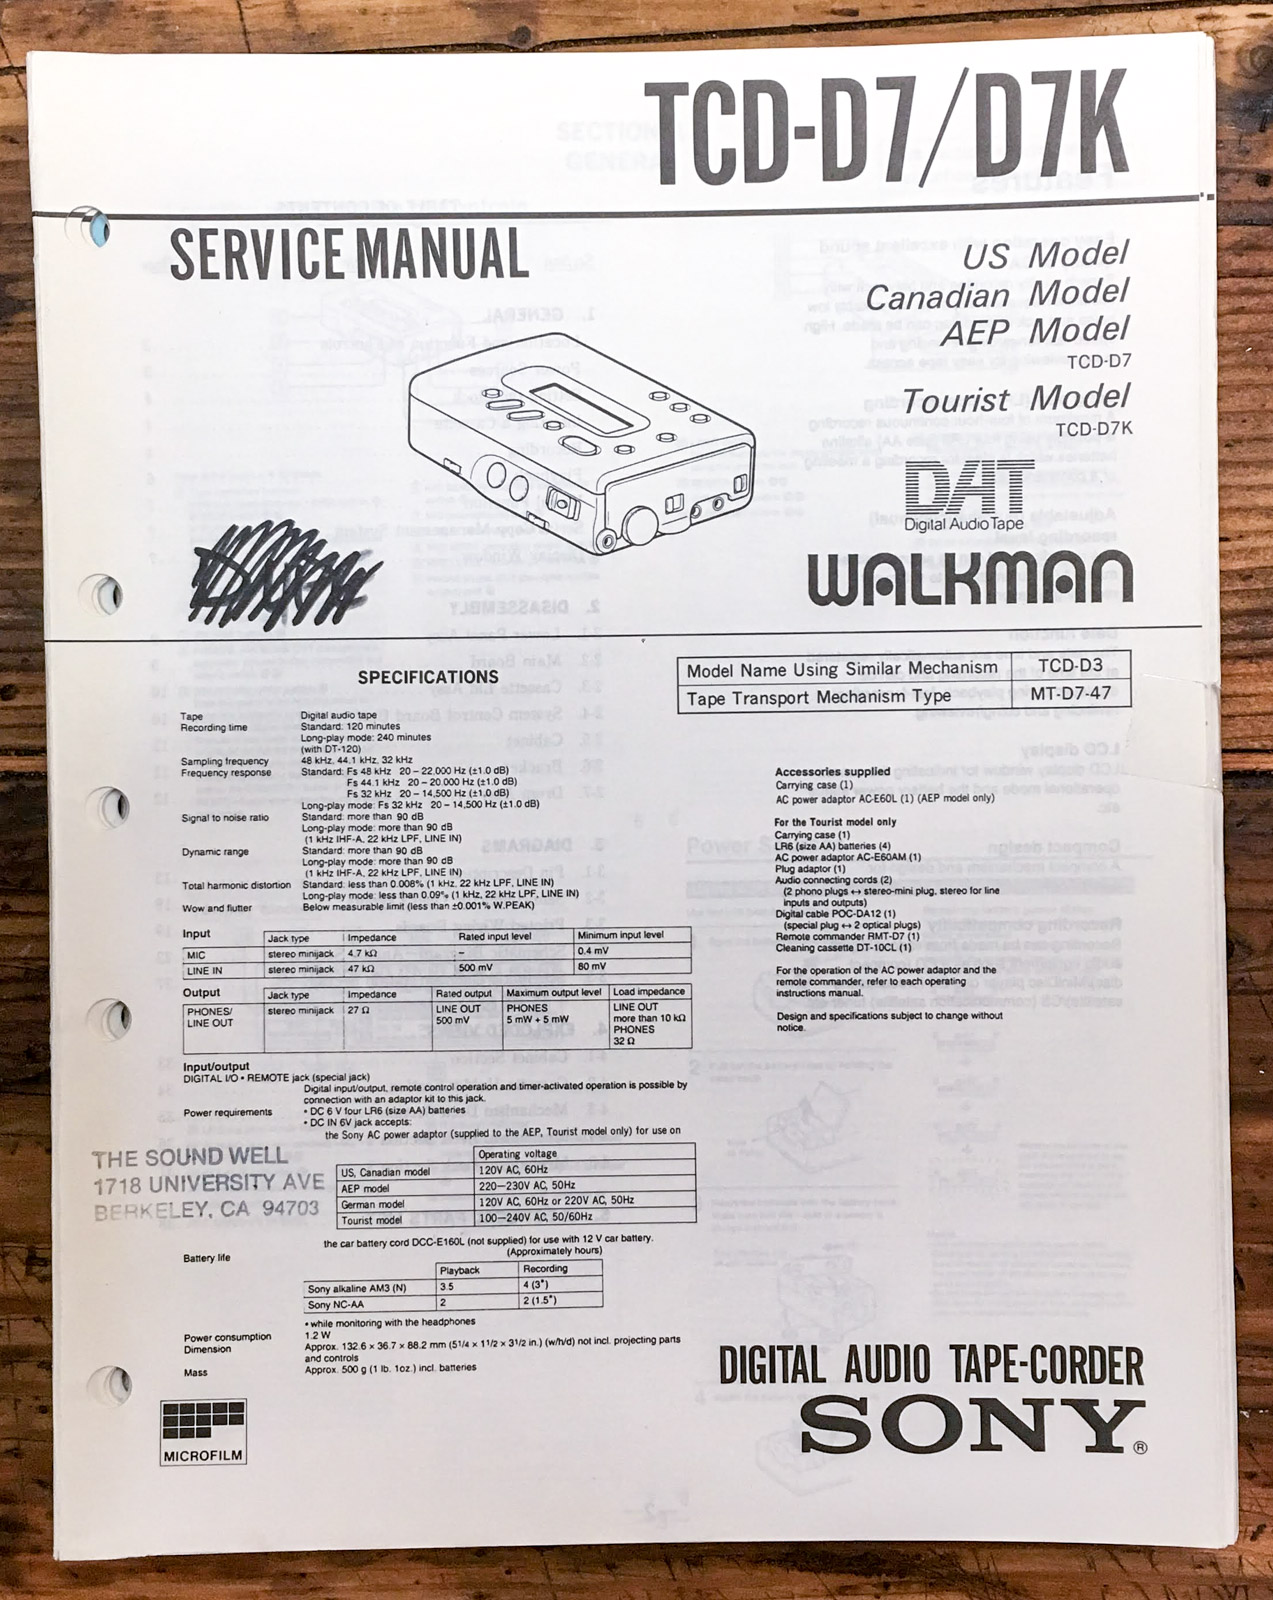 TCD-D7/D7K
SERVICE MANUAL
US Model
Canadian Model
AEP Model
TCD-D7
Tourist Model
TCD-D7K
DAT
Digital Audio Tape
WALKMAN
SPECIFICATIONS
Model Name Using Similar Mechanism TCD-D3
Tape Transport Mechanism Type MT-D7-47
Tape Digital audio tape
Recording time Standard: 120 minutes
Long-play mode: 240 minutes
(with DT-120)
Sampling frequency 48 kHz, 44.1 kHz, 32 kHz
Frequency response Standard: Fs 48 kHz 20 – 22,000 Hz (±1.0 dB)
Fs 44.1 kHz 20 – 20,000 Hz (±1.0 dB)
Fs 32 kHz 20 – 14,500 Hz (±1.0 dB)
Long-play mode: Fs 32 kHz 20 – 14,500 Hz (±1.0 dB)
Signal to noise ratio Standard: more than 90 dB
Long-play mode: more than 90 dB
(1 kHz IHF-A, 22 kHz LPF, LINE IN)
Dynamic range Standard: more than 90 dB
Long-play mode: more than 90 dB
(1 kHz IHF-A, 22 kHz LPF, LINE IN)
Total harmonic distortion Standard: less than 0.008% (1 kHz, 22 kHz LPF, LINE IN)
Long-play mode: less than 0.09% (1 kHz, 22 kHz LPF, LINE IN)
Wow and flutter Below measurable limit (less than ±0.001% W.PEAK)
Input Jack type Impedance Rated input level Minimum input level
MIC stereo minijack 4.7 kΩ – 0.4 mV
LINE IN stereo minijack 47 kΩ 500 mV 80 mV
Output Jack type Impedance Rated output Maximum output level Load impedance
PHONES/ stereo minijack 27 Ω LINE OUT PHONES LINE OUT
LINE OUT 500 mV 5 mW + 5 mW more than 10 kΩ
PHONES
32 Ω
Input/output
DIGITAL I/O • REMOTE jack (special jack)
Digital input/output, remote control operation and timer-activated operation is possible by
connection with an adaptor kit to this jack.
Power requirements • DC 6 V four LR6 (size AA) batteries
• DC IN 6V jack accepts:
the Sony AC power adaptor (supplied to the AEP, Tourist model only) for use on
Operating voltage
US, Canadian model 120V AC, 60Hz
AEP model 220—230V AC, 50Hz
German model 120V AC, 60Hz or 220V AC, 50Hz
Tourist model 100—240V AC, 50/60Hz
the car battery cord DCC-E160L (not supplied) for use with 12 V car battery.
Battery life (Approximately hours)
Playback Recording
Sony alkaline AM3 (N) 3.5 4 (3*)
Sony NC-AA 2 2 (1.5*)
• while monitoring with the headphones
Power consumption 1.2 W
Dimension Approx. 132.6 × 36.7 × 88.2 mm (5 1/4 × 1 1/2 × 3 1/2 in.) (w/h/d) not incl. projecting parts
and controls
Mass Approx. 500 g (1 lb. 1oz.) incl. batteries
Accessories supplied
Carrying case (1)
AC power adaptor AC-E60L (1) (AEP model only)
For the Tourist model only
Carrying case (1)
LR6 (size AA) batteries (4)
AC power adaptor AC-E60AM (1)
Plug adaptor (1)
Audio connecting cords (2)
(2 phono plugs ↔ stereo-mini plug, stereo for line
inputs and outputs)
Digital cable POC-DA12 (1)
(special plug ↔ 2 optical plugs)
Remote commander RMT-D7 (1)
Cleaning cassette DT-10CL (1)
For the operation of the AC power adaptor and the
remote commander, refer to each operating
instructions manual.
Design and specifications subject to change without
notice.
THE SOUND WELL
1718 UNIVERSITY AVE
BERKELEY, CA 94703
MICROFILM
DIGITAL AUDIO TAPE-CORDER
SONY®